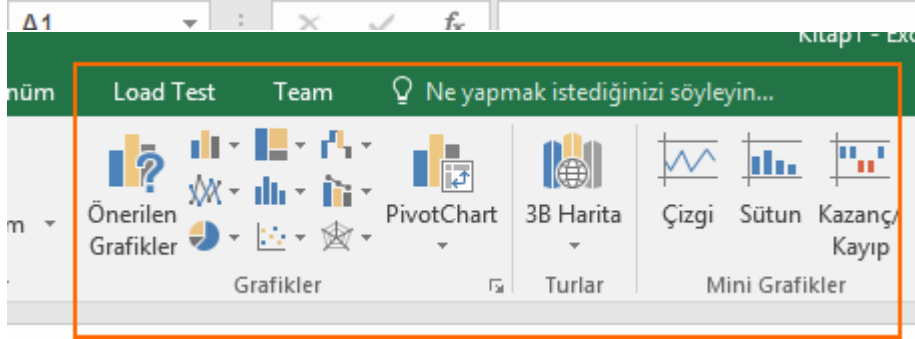 A1
fx
Kitap1 - Exc
nüm Load Test Team Ne yapmak istediğinizi söyleyin...
Önerilen Grafikler
PivotChart
3B Harita
Çizgi
Sütun
Kazanç/
Kayıp
m
Grafikler
Turlar
Mini Grafikler